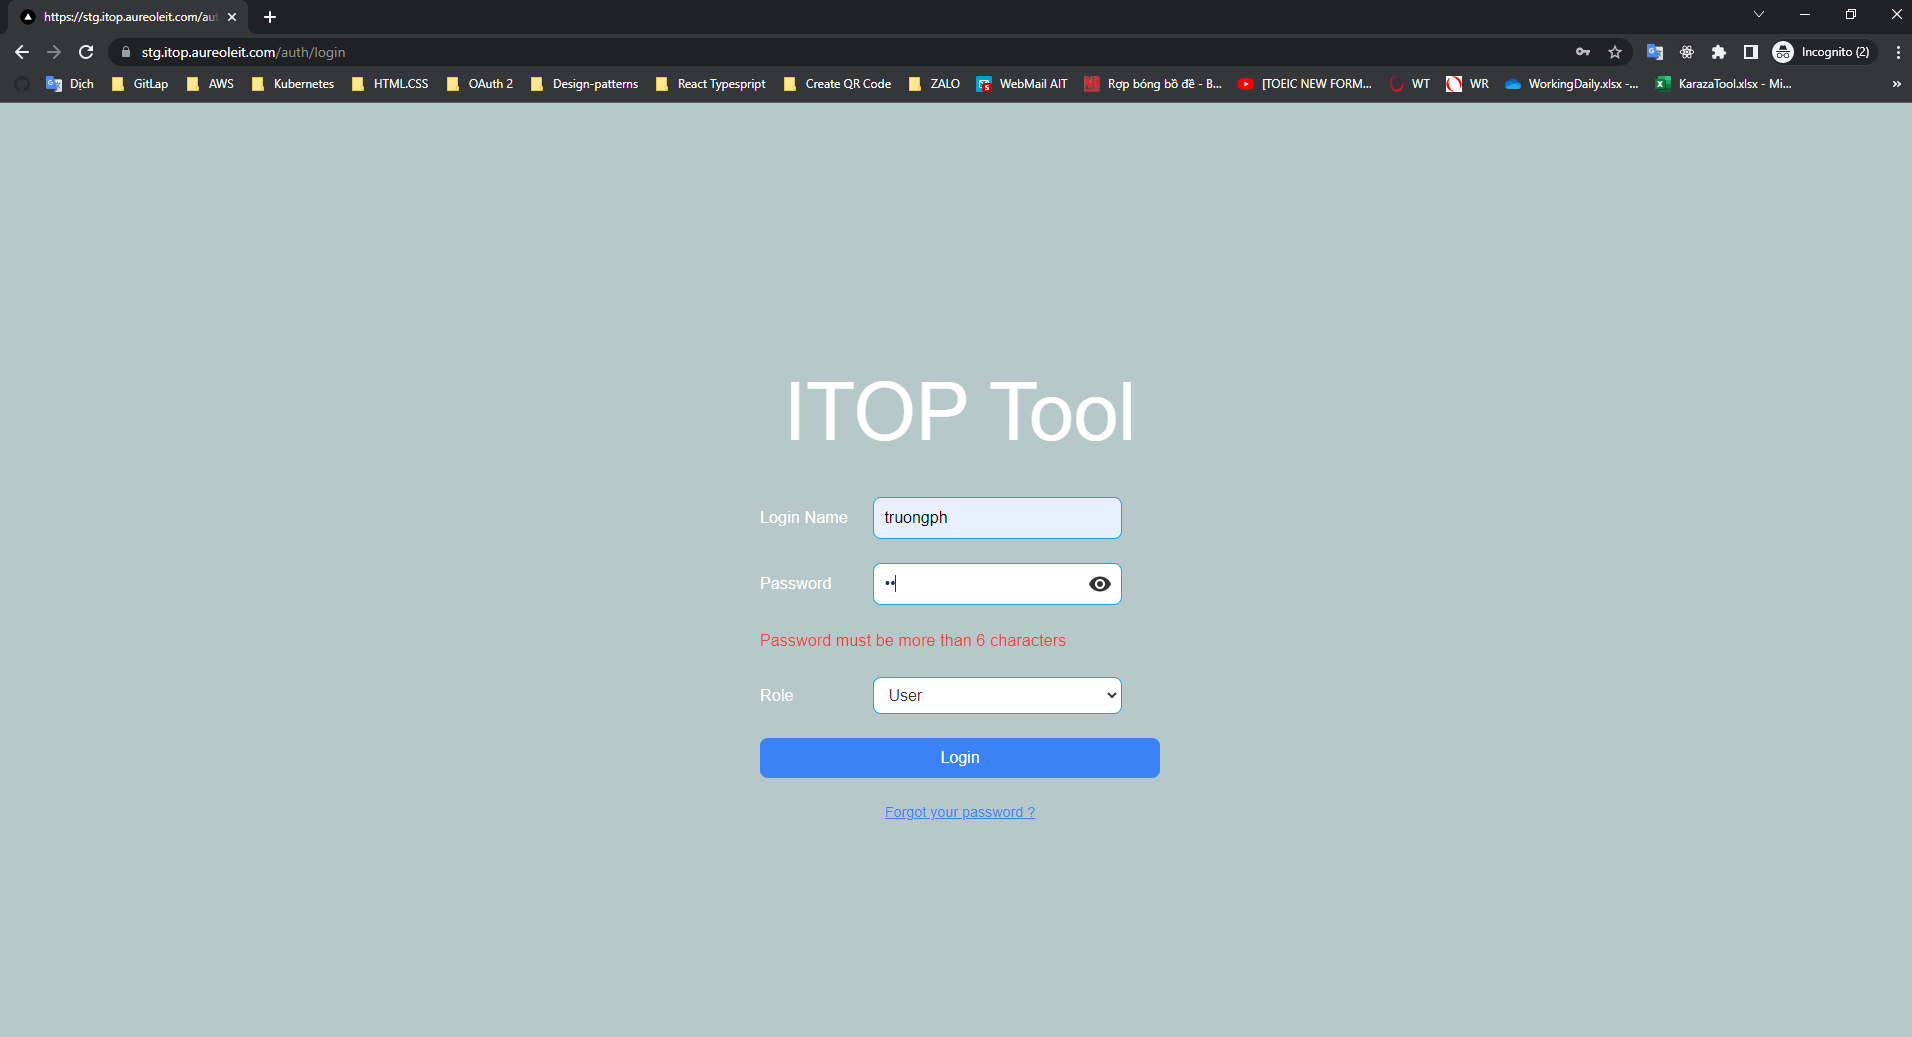 https://stg.itop.aureoleit.com/aut
stg.itop.aureoleit.com/auth/login
Incognito (2)
Dịch GitLap AWS Kubernetes HTML.CSS OAuth 2 Design-patterns React Typespript Create QR Code ZALO WebMail AIT Rợp bóng bồ đề - B... [TOEIC NEW FORM... WT WR WorkingDaily.xlsx -... KarazaTool.xlsx - Mi... »
ITOP Tool
Login Name truongph
Password ••
Password must be more than 6 characters
Role User
Login
Forgot your password ?